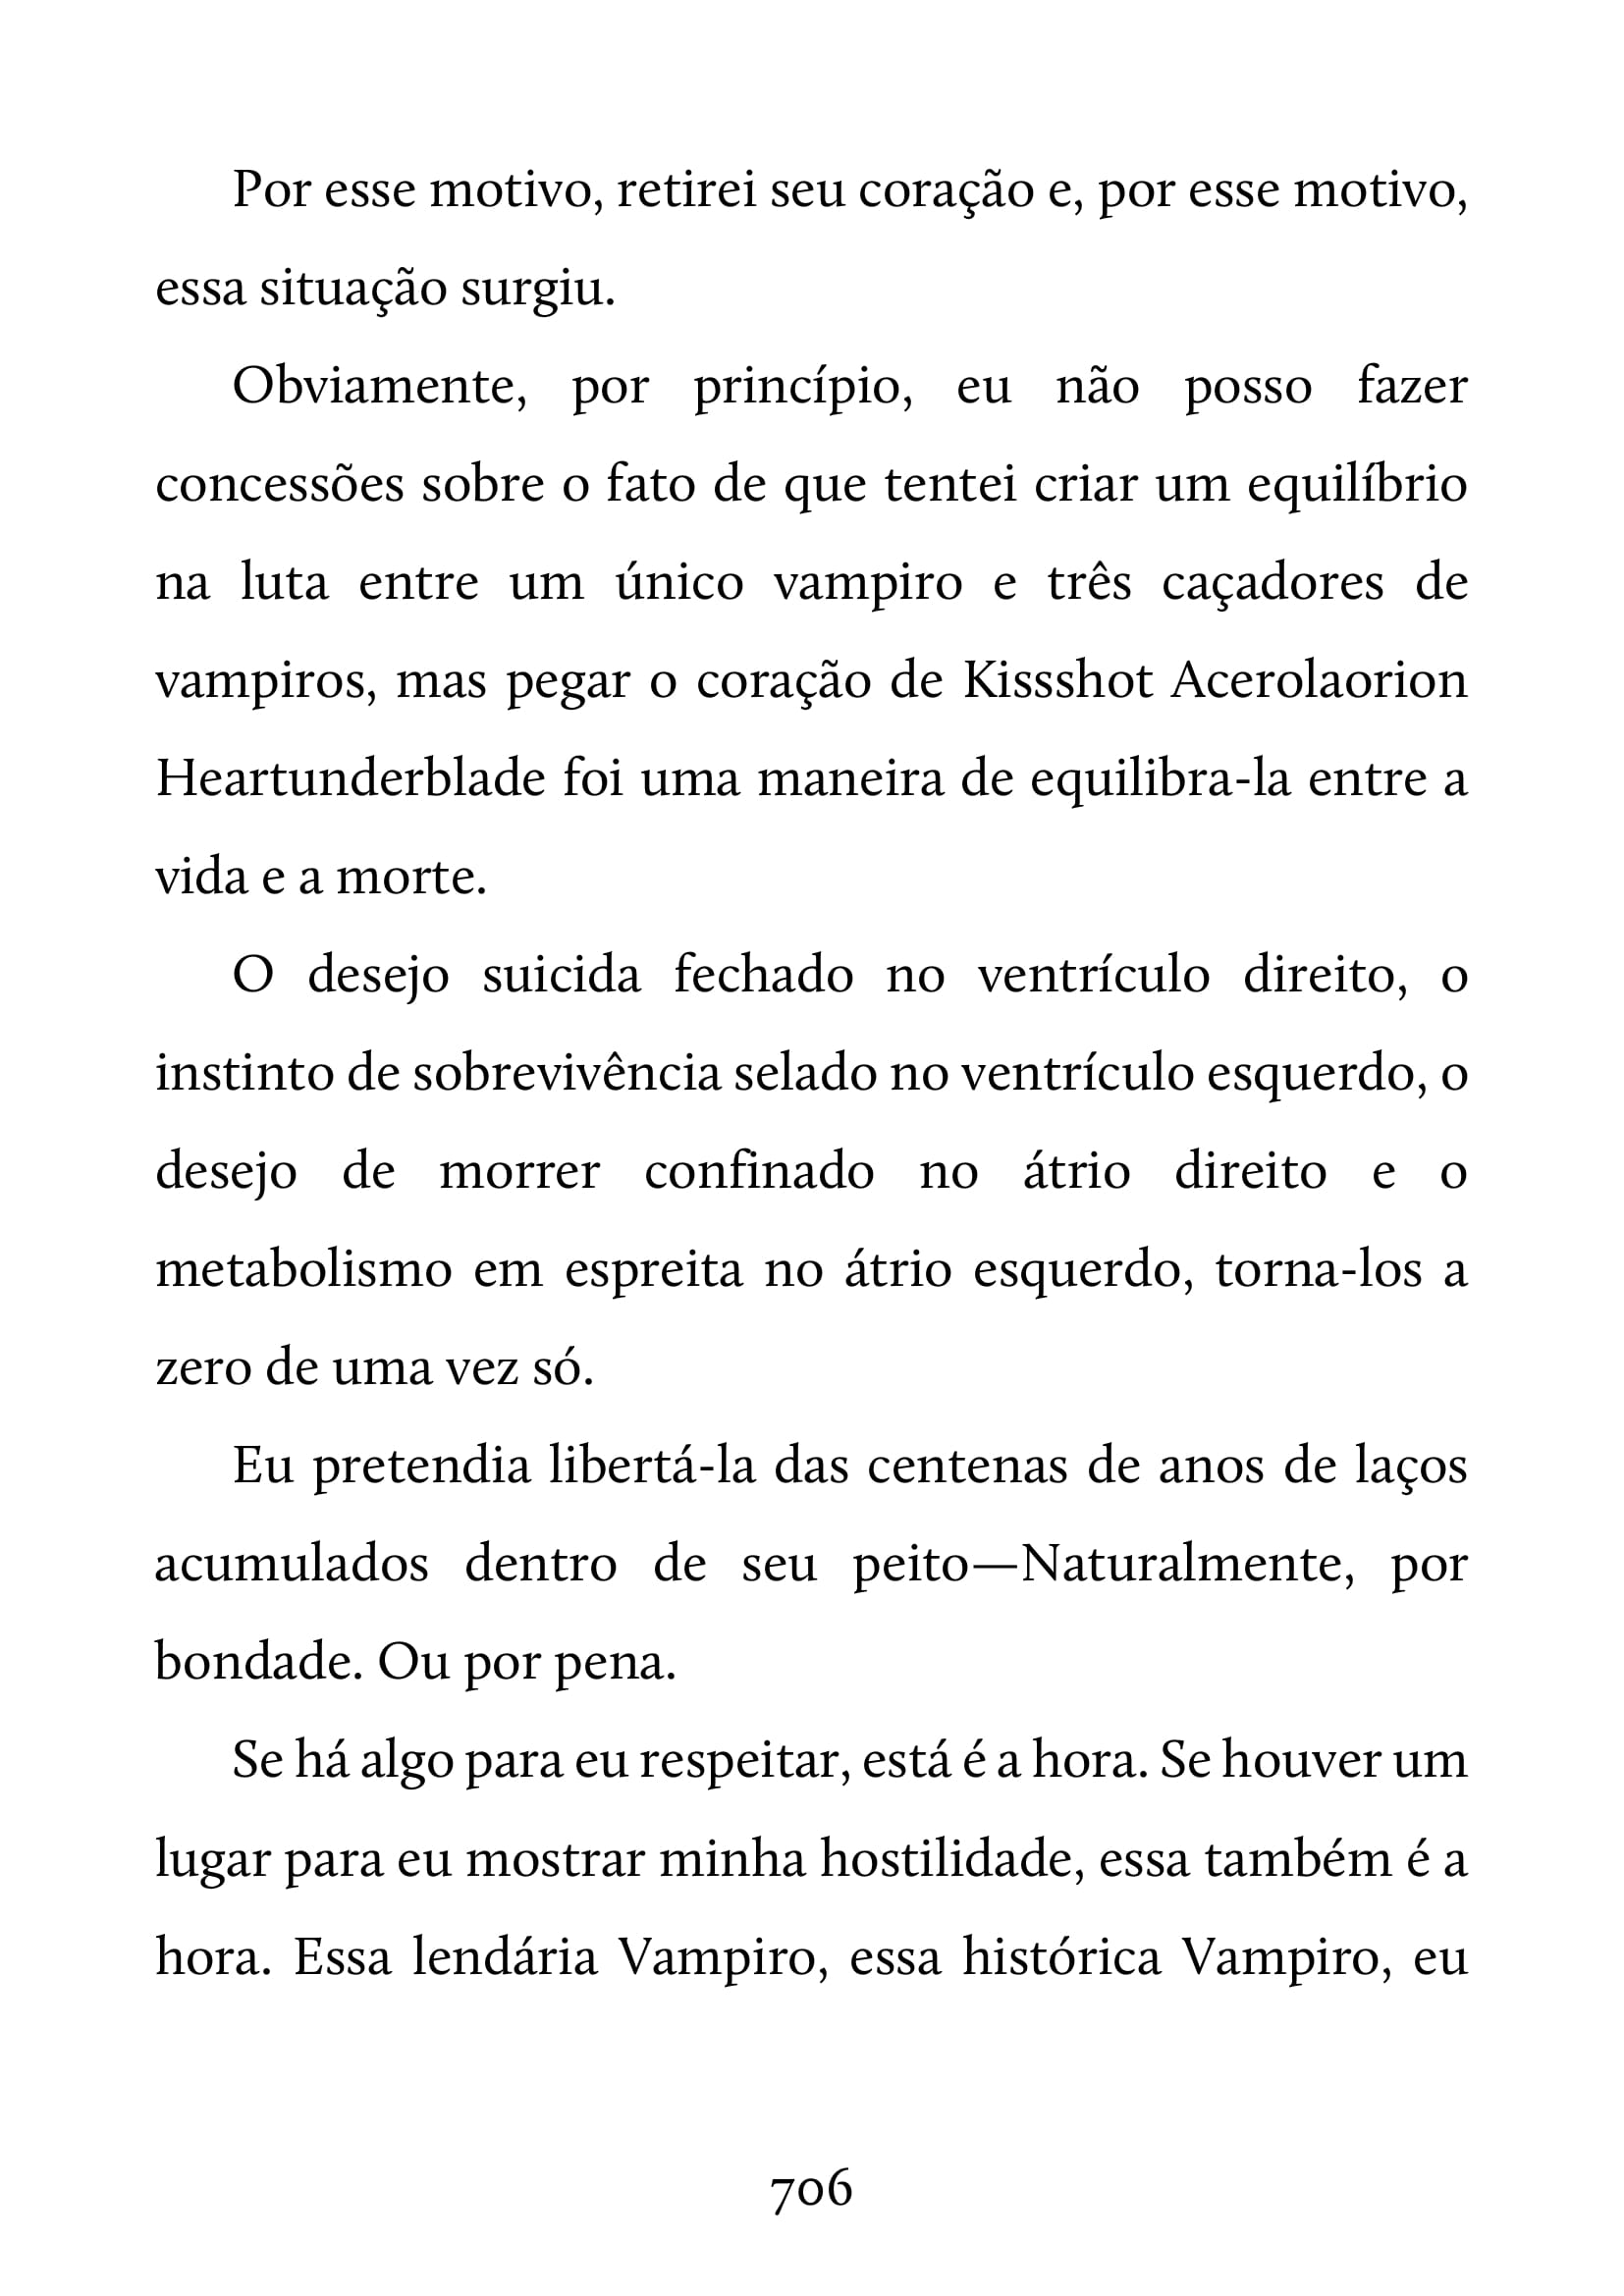 Por esse motivo, retirei seu coração e, por esse motivo,
essa situação surgiu.
Obviamente, por princípio, eu não posso fazer
concessões sobre o fato de que tentei criar um equilíbrio
na luta entre um único vampiro e três caçadores de
vampiros, mas pegar o coração de Kissshot Acerolaorion
Heartunderblade foi uma maneira de equilibra-la entre a
vida e a morte.
O desejo suicida fechado no ventrículo direito, o
instinto de sobrevivência selado no ventrículo esquerdo, o
desejo de morrer confinado no átrio direito e o
metabolismo em espreita no átrio esquerdo, torna-los a
zero de uma vez só.
Eu pretendia libertá-la das centenas de anos de laços
acumulados dentro de seu peito—Naturalmente, por
bondade. Ou por pena.
Se há algo para eu respeitar, está é a hora. Se houver um
lugar para eu mostrar minha hostilidade, essa também é a
hora. Essa lendária Vampiro, essa histórica Vampiro, eu
706